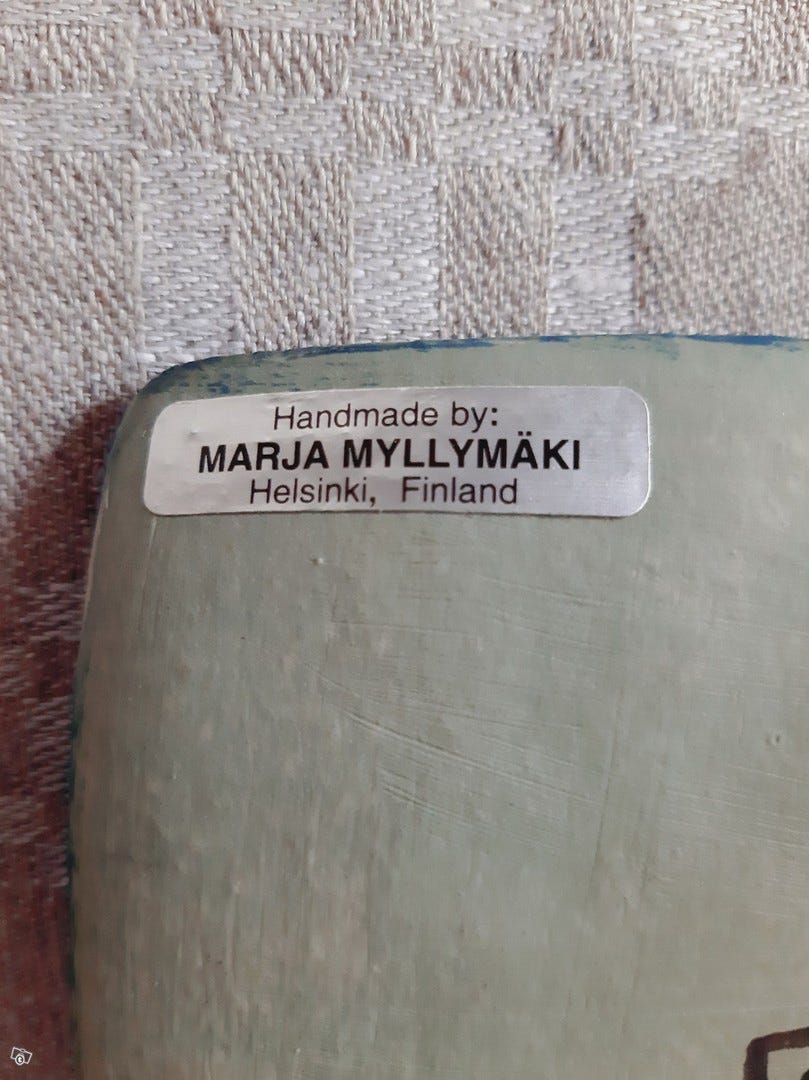 Handmade by:
MARJA MYLLYMÄKI
Helsinki, Finland